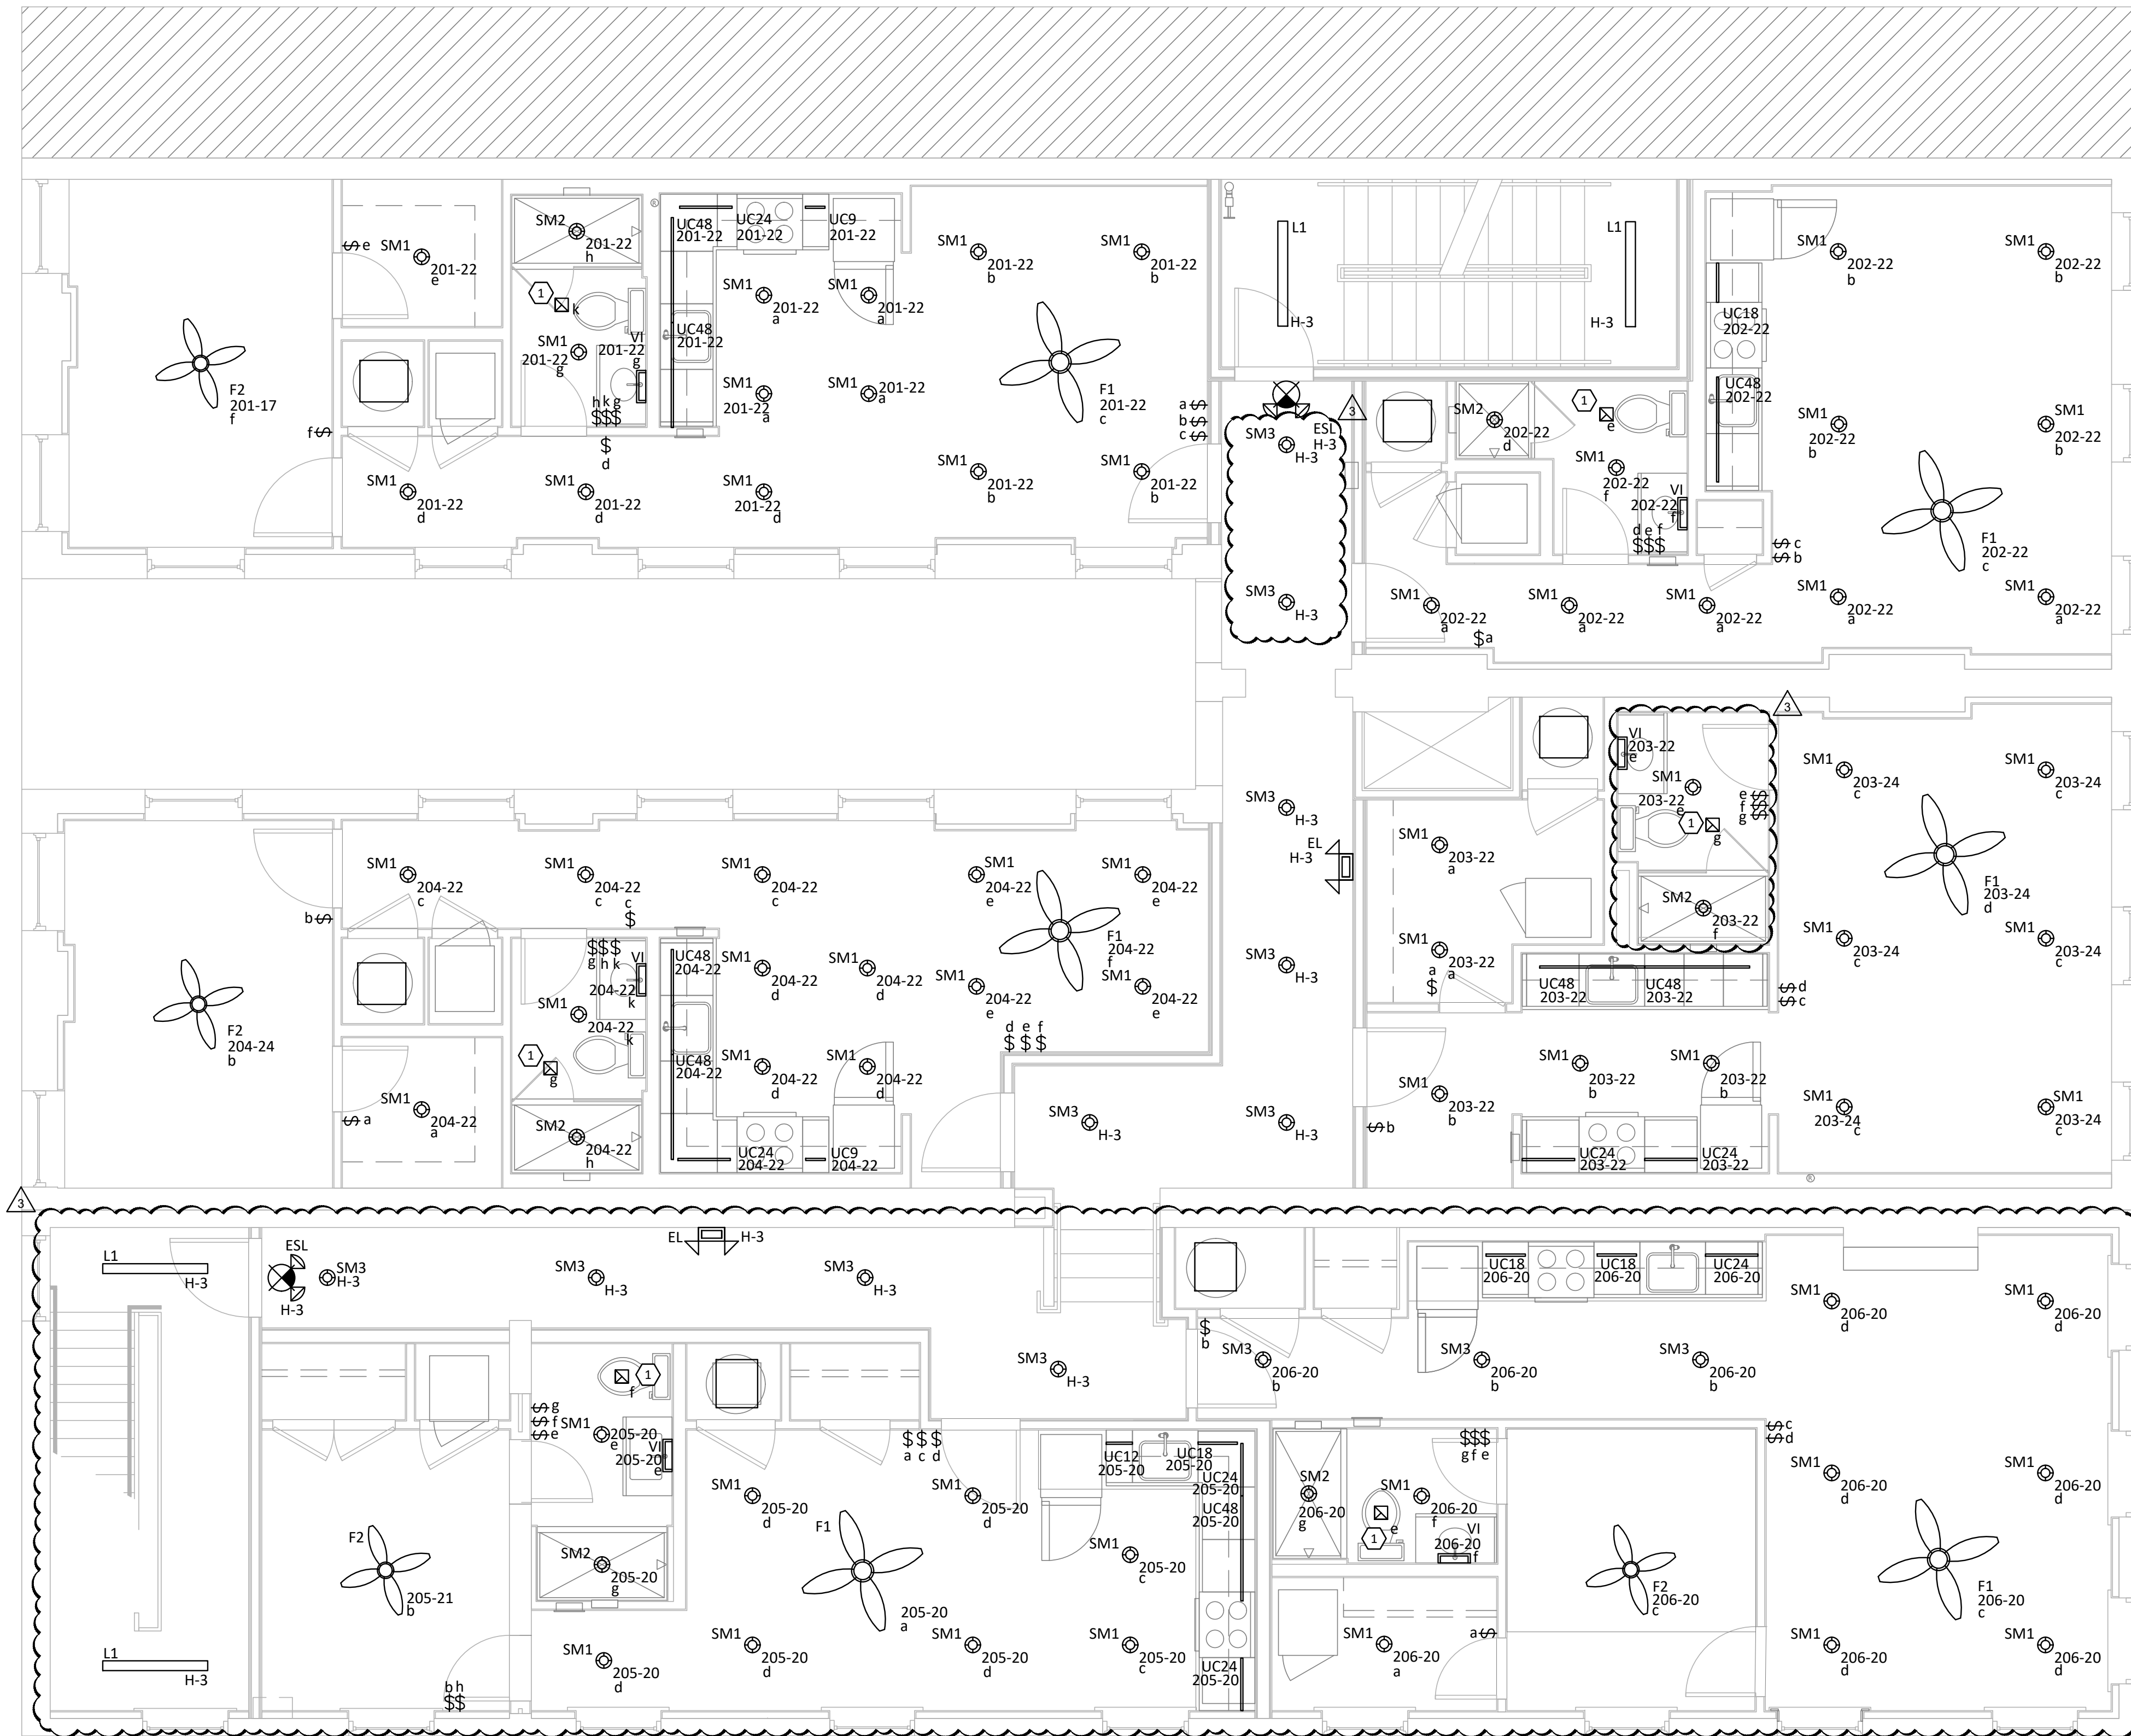 $ e
SM1
201-22
e
SM2
201-22
h
1
k
SM1
201-22
g
VI
201-22
g
h k g
$$$
$
d
UC48
201-22
UC24
201-22
UC9
201-22
UC48
201-22
SM1
201-22
a
SM1
201-22
a
SM1
201-22
a
SM1
201-22
a
SM1
201-22
b
SM1
201-22
b
F1
201-22
c
a $
b $
c $
SM1
201-22
b
SM1
201-22
b
F2
201-17
f
f $
SM1
201-22
d
SM1
201-22
d
SM1
201-22
d
L1
H-3
L1
H-3
3
SM3
H-3
ESL
H-3
SM3
H-3
SM2
202-22
d
1
e
SM1
202-22
f
VI
202-22
f
d e f
$$$
UC18
202-22
UC48
202-22
SM1
202-22
b
SM1
202-22
b
SM1
202-22
b
SM1
202-22
b
F1
202-22
c
$ c
$ b
SM1
202-22
a
SM1
202-22
a
SM1
202-22
a
SM1
202-22
a
SM1
202-22
a
$ a
3
VI
203-22
e
SM1
203-22
e
e $
f $
g $
1
g
SM2
203-22
f
SM1
203-24
c
SM1
203-24
c
F1
203-24
d
SM1
203-24
c
SM1
203-24
c
$ d
$ c
SM1
203-24
c
SM1
203-24
c
SM3
H-3
EL
H-3
SM3
H-3
SM3
H-3
SM3
H-3
SM1
203-22
a
SM1
203-22
a
a
$
UC48
203-22
UC48
203-22
SM1
203-22
b
SM1
203-22
b
SM1
203-22
b
$ b
UC24
203-22
UC24
203-22
SM1
204-22
c
SM1
204-22
c
c
$
SM1
204-22
c
SM1
204-22
e
SM1
204-22
e
F1
204-22
f
b $
$$$
g h k
VI
204-22
k
SM1
204-22
k
1
g
SM2
204-22
h
UC48
204-22
UC48
204-22
SM1
204-22
d
SM1
204-22
d
SM1
204-22
e
SM1
204-22
e
d e f
$ $ $
SM1
204-22
d
SM1
204-22
d
UC24
204-22
UC9
204-22
F2
204-24
b
SM1
204-22
a
$ a
3
L1
H-3
ESL
H-3
SM3
H-3
SM3
H-3
EL
H-3
SM3
H-3
SM3
H-3
L1
H-3
1
f
$ g
$ f
$ e
SM1
205-20
e
VI
205-20
e
SM2
205-20
g
F2
205-21
b
b h
$$
$ $ $
a c d
SM1
205-20
d
SM1
205-20
d
F1
205-20
a
SM1
205-20
d
SM1
205-20
d
SM1
205-20
d
UC12
205-20
UC18
205-20
UC24
205-20
UC48
205-20
SM1
205-20
c
SM1
205-20
c
UC24
205-20
$
b
SM3
206-20
b
SM3
206-20
b
SM3
206-20
b
UC18
206-20
UC18
206-20
UC24
206-20
SM1
206-20
d
SM1
206-20
d
$ c
$ d
SM1
206-20
d
SM1
206-20
d
SM2
206-20
g
$$$
g f e
SM1
206-20
f
1
e
VI
206-20
f
SM1
206-20
a
a $
F2
206-20
c
F1
206-20
c
SM1
206-20
d
SM1
206-20
d